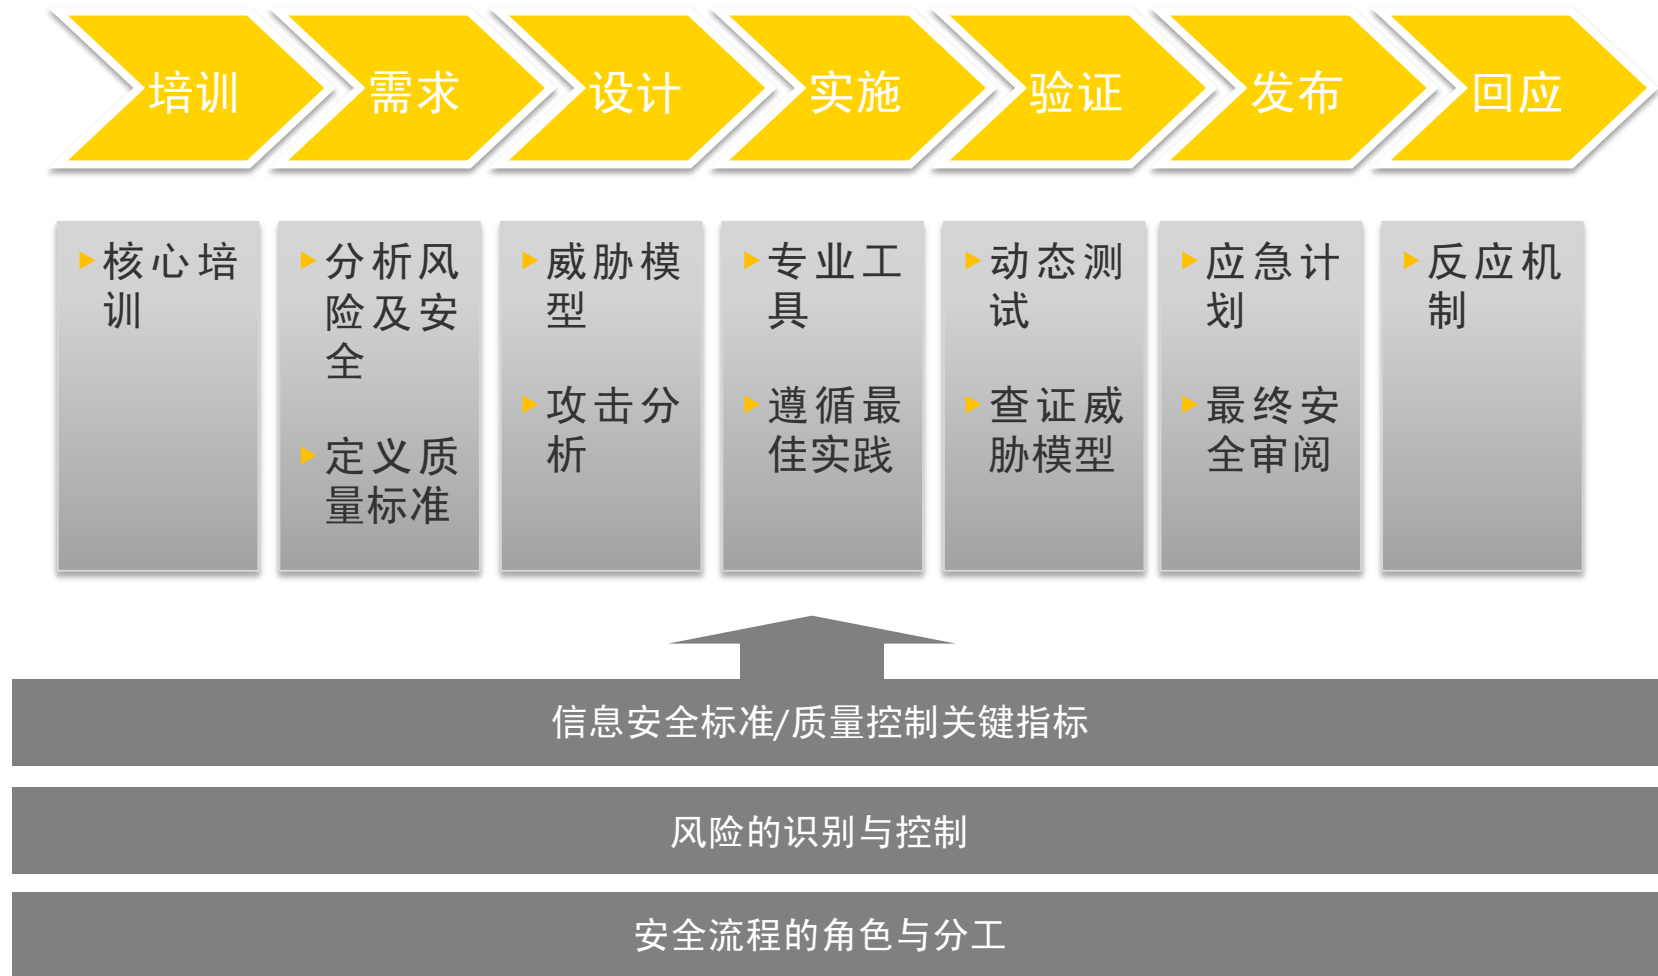 培训
需求
设计
实施
验证
发布
回应
核心培
训
分析风
险及安
全
定义质
量标准
威胁模
型
攻击分
析
专业工
具
遵循最
佳实践
动态测
试
查证威
胁模型
应急计
划
最终安
全审阅
反应机
制
信息安全标准/质量控制关键指标
风险的识别与控制
安全流程的角色与分工